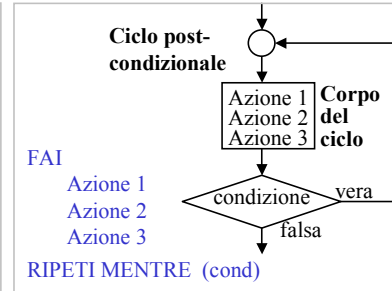 Ciclo post-
condizionale
Azione 1
Azione 2
Azione 3
Corpo
del
ciclo
FAI
Azione 1
Azione 2
Azione 3
RIPETI MENTRE (cond)
condizione
vera
falsa